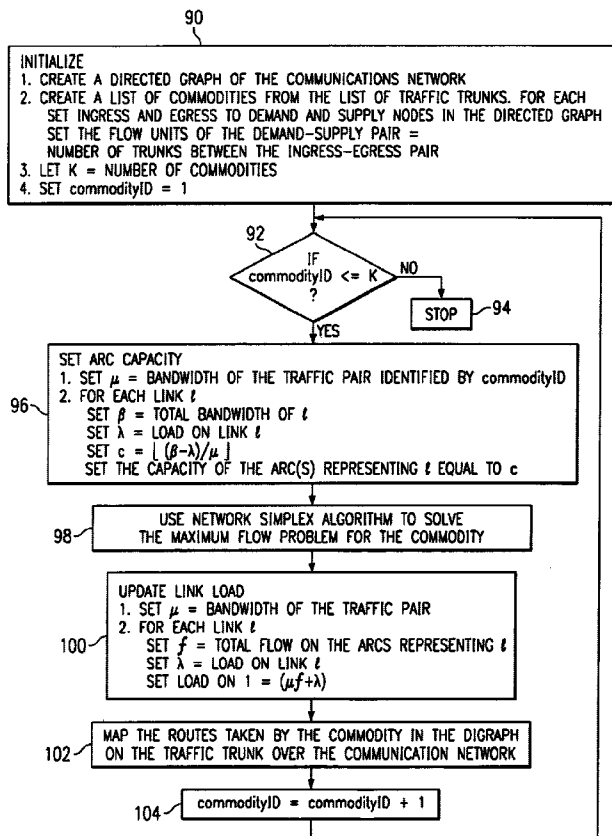 90
INITIALIZE
1. CREATE A DIRECTED GRAPH OF THE COMMUNICATIONS NETWORK
2. CREATE A LIST OF COMMODITIES FROM THE LIST OF TRAFFIC TRUNKS. FOR EACH
SET INGRESS AND EGRESS TO DEMAND AND SUPPLY NODES IN THE DIRECTED GRAPH
SET THE FLOW UNITS OF THE DEMAND-SUPPLY PAIR =
NUMBER OF TRUNKS BETWEEN THE INGRESS-EGRESS PAIR
3. LET K = NUMBER OF COMMODITIES
4. SET commodityID = 1
92
IF
commodityID <= K
?
NO
STOP
94
YES
96
SET ARC CAPACITY
1. SET μ = BANDWIDTH OF THE TRAFFIC PAIR IDENTIFIED BY commodityID
2. FOR EACH LINK ℓ
SET β = TOTAL BANDWIDTH OF ℓ
SET λ = LOAD ON LINK ℓ
SET c = ⌊ (β-λ)/μ ⌋
SET THE CAPACITY OF THE ARC(S) REPRESENTING ℓ EQUAL TO c
98
USE NETWORK SIMPLEX ALGORITHM TO SOLVE
THE MAXIMUM FLOW PROBLEM FOR THE COMMODITY
100
UPDATE LINK LOAD
1. SET μ = BANDWIDTH OF THE TRAFFIC PAIR
2. FOR EACH LINK ℓ
SET f = TOTAL FLOW ON THE ARCS REPRESENTING ℓ
SET λ = LOAD ON LINK ℓ
SET LOAD ON 1 = (μf+λ)
102
MAP THE ROUTES TAKEN BY THE COMMODITY IN THE DIGRAPH
ON THE TRAFFIC TRUNK OVER THE COMMUNICATION NETWORK
104
commodityID = commodityID + 1